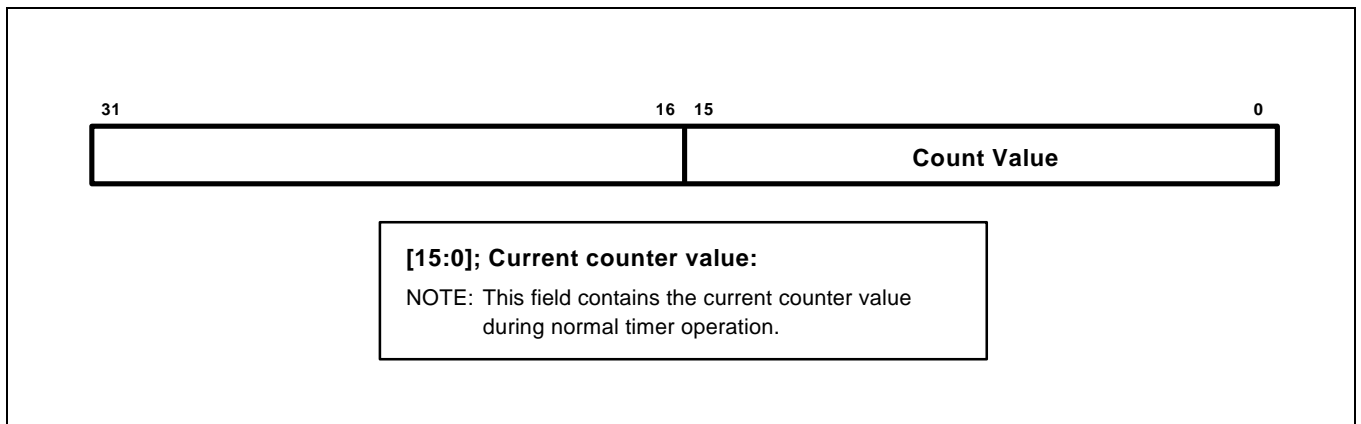 31 16 15 0
Count Value
[15:0]; Current counter value:
NOTE: This field contains the current counter value
during normal timer operation.